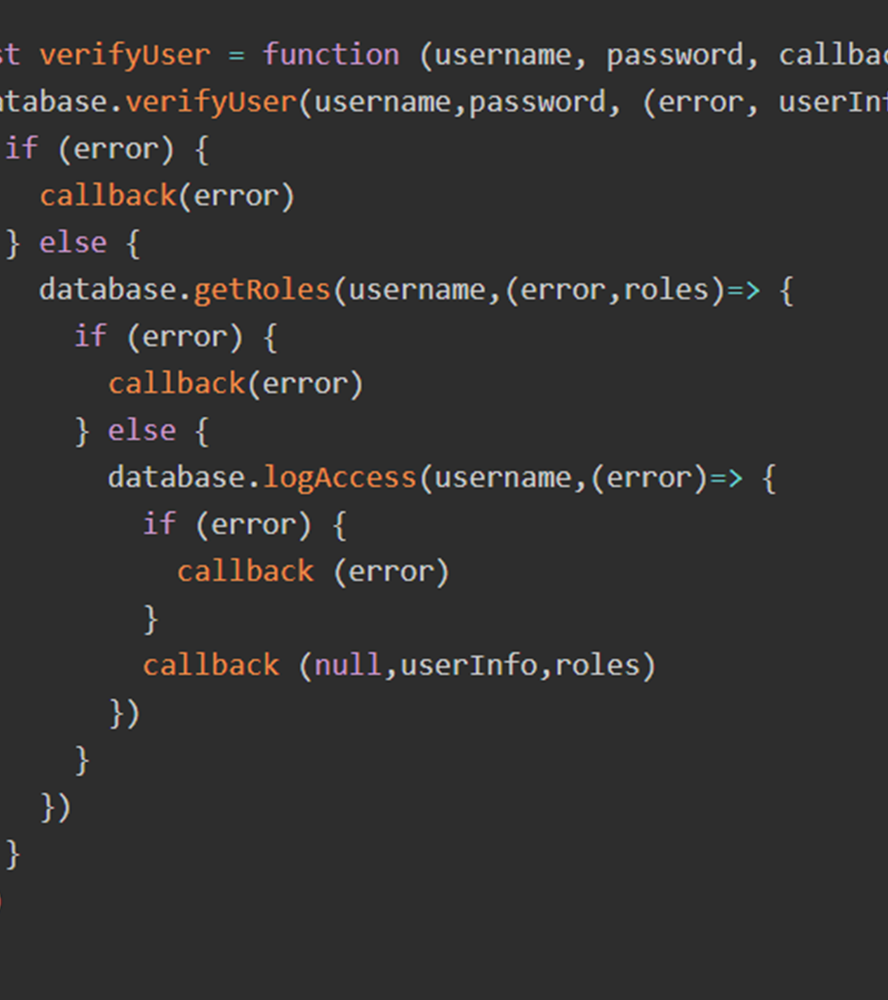 st verifyUser = function (username, password, callbac
atabase.verifyUser(username,password, (error, userInf
if (error) {
callback(error)
} else {
database.getRoles(username,(error,roles)=> {
if (error) {
callback(error)
} else {
database.logAccess(username,(error)=> {
if (error) {
callback (error)
}
callback (null,userInfo,roles)
})
}
})
}
)